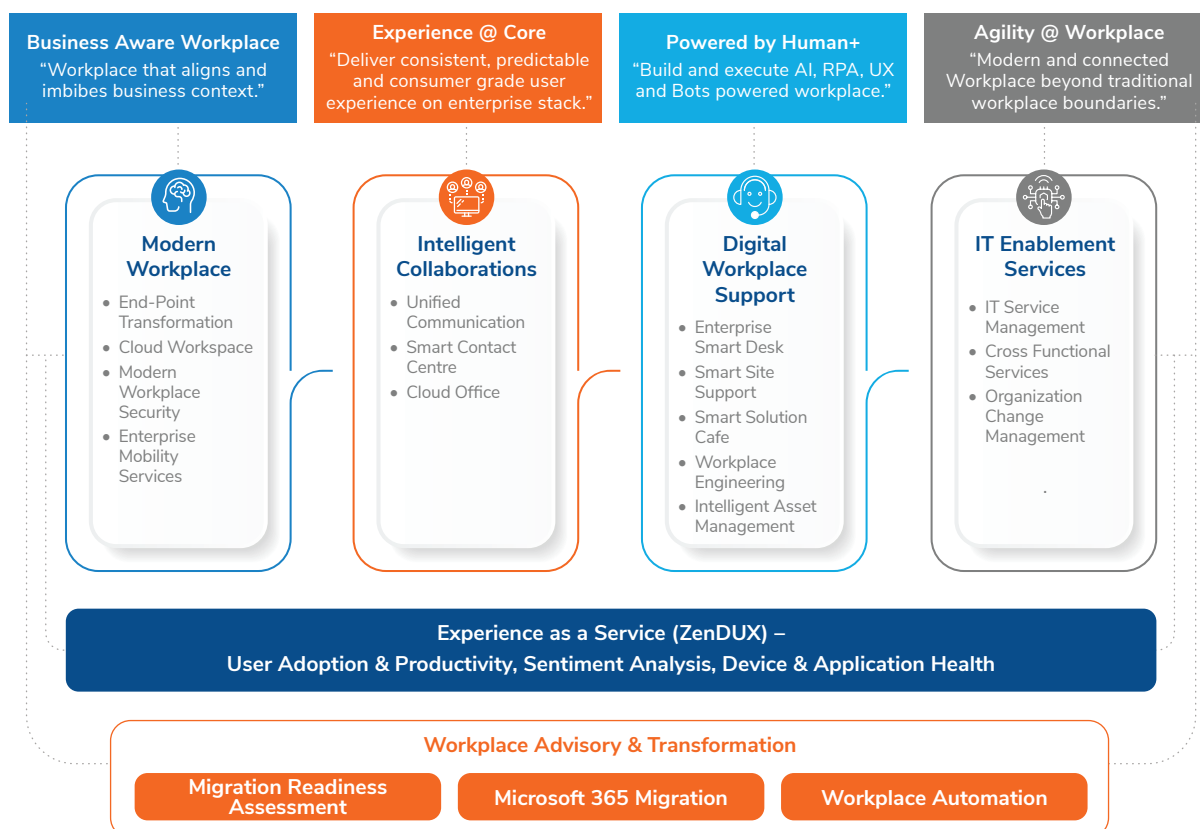 Business Aware Workplace
“Workplace that aligns and
imbibes business context.”
Experience @ Core
“Deliver consistent, predictable
and consumer grade user
experience on enterprise stack.”
Powered by Human+
“Build and execute AI, RPA, UX
and Bots powered workplace.”
Agility @ Workplace
“Modern and connected
Workplace beyond traditional
workplace boundaries.”
Modern
Workplace
• End-Point
Transformation
• Cloud Workspace
• Modern
Workplace
Security
• Enterprise
Mobility
Services
Intelligent
Collaborations
• Unified
Communication
• Smart Contact
Centre
• Cloud Office
Digital
Workplace
Support
• Enterprise
Smart Desk
• Smart Site
Support
• Smart Solution
Cafe
• Workplace
Engineering
• Intelligent Asset
Management
IT Enablement
Services
• IT Service
Management
• Cross Functional
Services
• Organization
Change
Management
.
Experience as a Service (ZenDUX) –
User Adoption & Productivity, Sentiment Analysis, Device & Application Health
Workplace Advisory & Transformation
Migration Readiness
Assessment
Microsoft 365 Migration
Workplace Automation